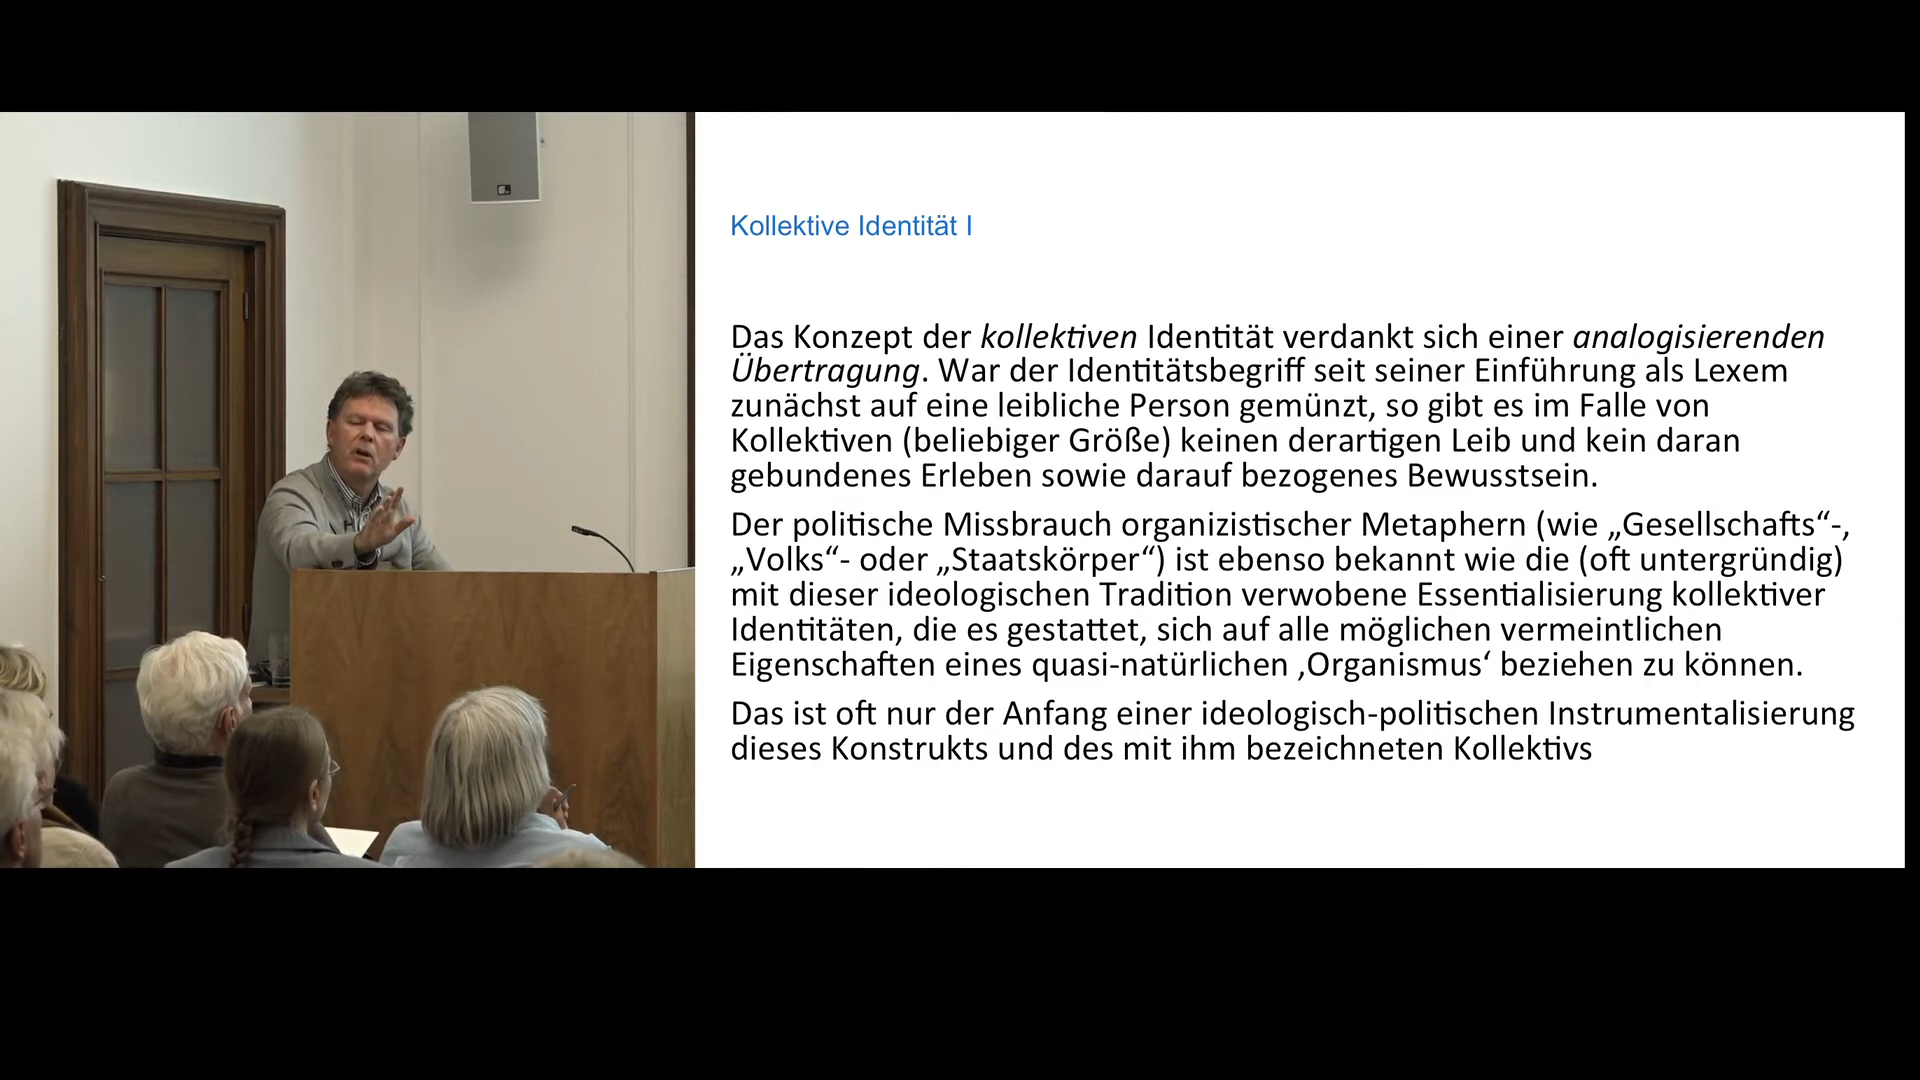 Kollektive Identität I
Das Konzept der kollektiven Identität verdankt sich einer analogisierenden
Übertragung. War der Identitätsbegriff seit seiner Einführung als Lexem
zunächst auf eine leibliche Person gemünzt, so gibt es im Falle von
Kollektiven (beliebiger Größe) keinen derartigen Leib und kein daran
gebundenes Erleben sowie darauf bezogenes Bewusstsein.
Der politische Missbrauch organizistischer Metaphern (wie „Gesellschafts“-,
„Volks“- oder „Staatskörper“) ist ebenso bekannt wie die (oft untergründig)
mit dieser ideologischen Tradition verwobene Essentialisierung kollektiver
Identitäten, die es gestattet, sich auf alle möglichen vermeintlichen
Eigenschaften eines quasi-natürlichen ‚Organismus‘ beziehen zu können.
Das ist oft nur der Anfang einer ideologisch-politischen Instrumentalisierung
dieses Konstrukts und des mit ihm bezeichneten Kollektivs